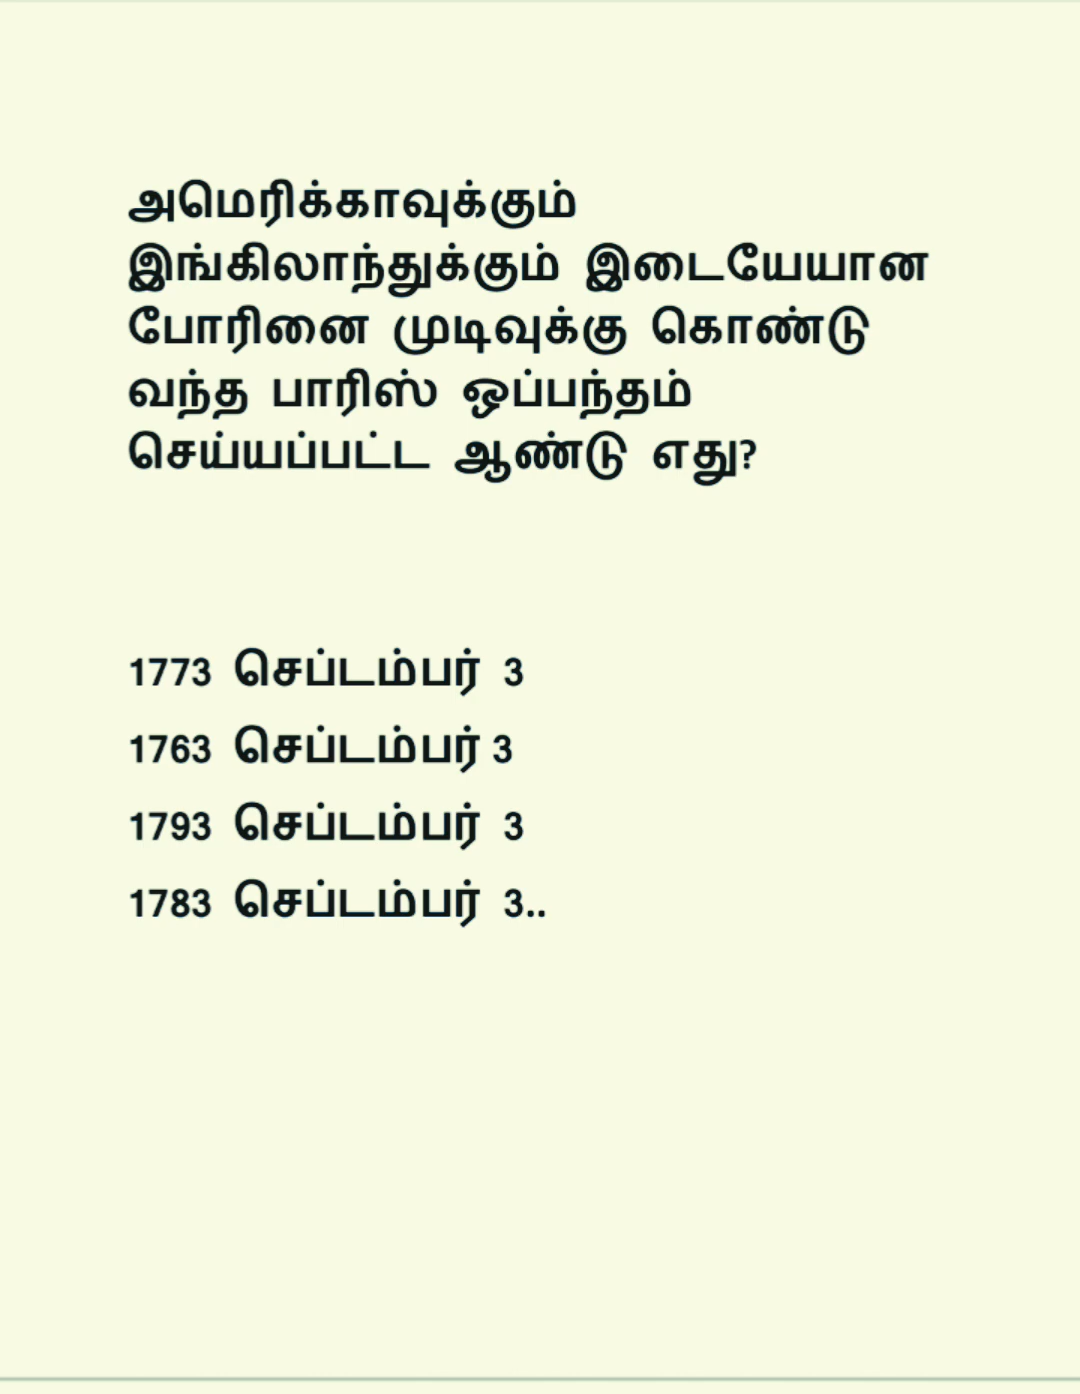 அமெரிக்காவுக்கும்
இங்கிலாந்துக்கும் இடையேயான
போரினை முடிவுக்கு கொண்டு
வந்த பாரிஸ் ஒப்பந்தம்
செய்யப்பட்ட ஆண்டு எது?
1773 செப்டம்பர் 3
1763 செப்டம்பர் 3
1793 செப்டம்பர் 3
1783 செப்டம்பர் 3..